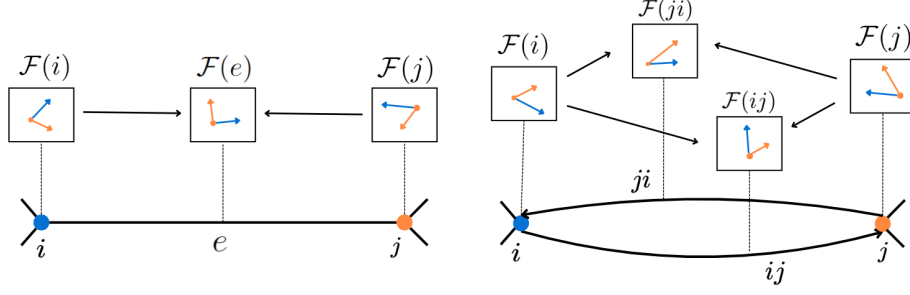 𝓕(i) 𝓕(e) 𝓕(j)
i e j
𝓕(ji)
𝓕(i) 𝓕(j)
𝓕(ij)
ji
i j
ij